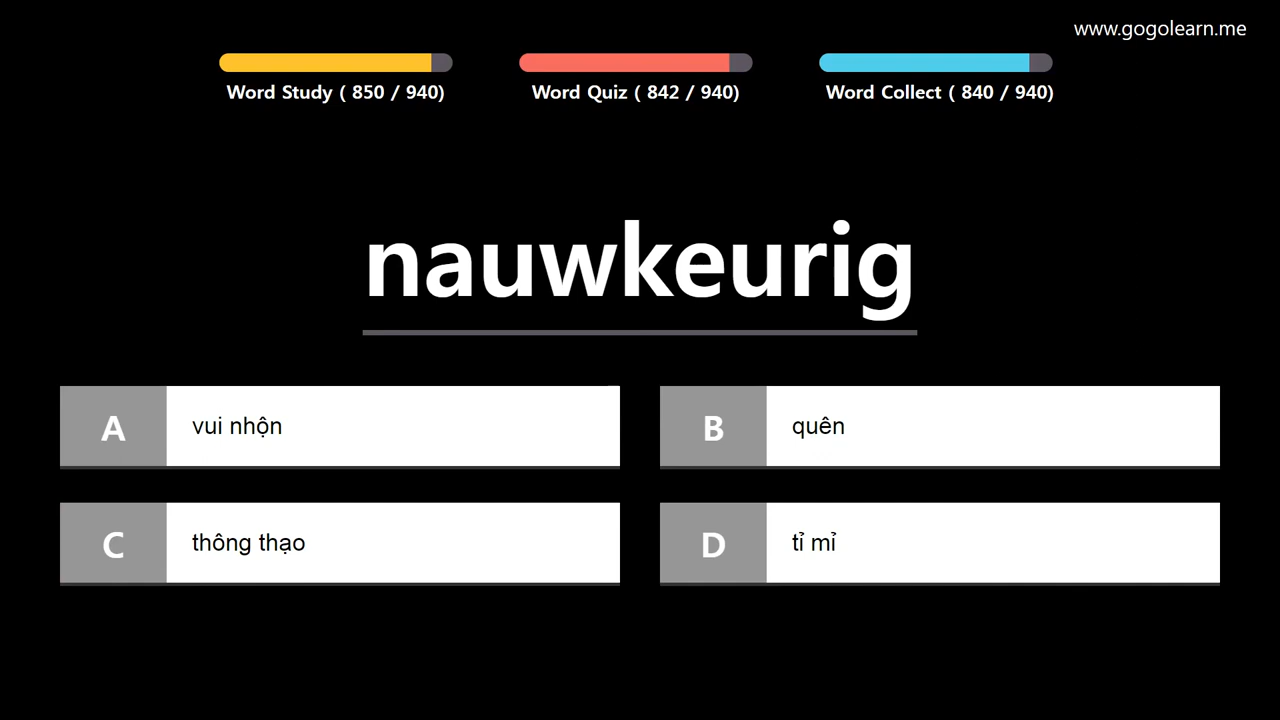 www.gogolearn.me
Word Study ( 850 / 940)
Word Quiz ( 842 / 940)
Word Collect ( 840 / 940)
nauwkeurig
A
vui nhộn
B
quên
C
thông thạo
D
tỉ mỉ